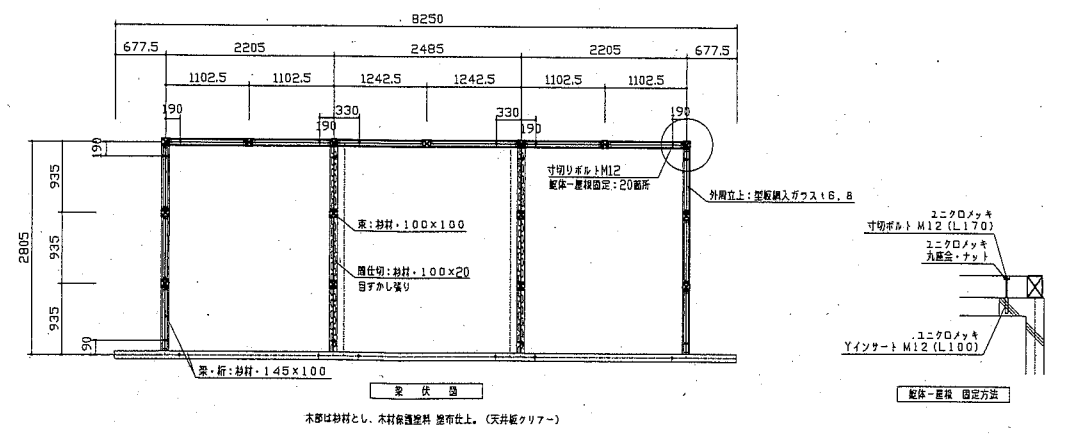 8250
677.5 2205 2485 2205 677.5
1102.5 1102.5 1242.5 1242.5 1102.5 1102.5
190 330 330 190
190 190
190
935
935
935
2805
90
寸切りボルトM12
躯体ー屋根固定:20箇所
外周立上:型板網入ガラス t6.8
束:杉材・100×100
間仕切:杉材・100×20
目すかし張り
梁・桁:杉材・145×100
梁伏図
木部は杉材とし、木材保護塗料 塗布仕上。(天井板クリアー)
ユニクロメッキ
寸切ボルト M12 (L170)
ユニクロメッキ
丸座金・ナット
ユニクロメッキ
Yインサート M12 (L100)
躯体ー屋根 固定方法